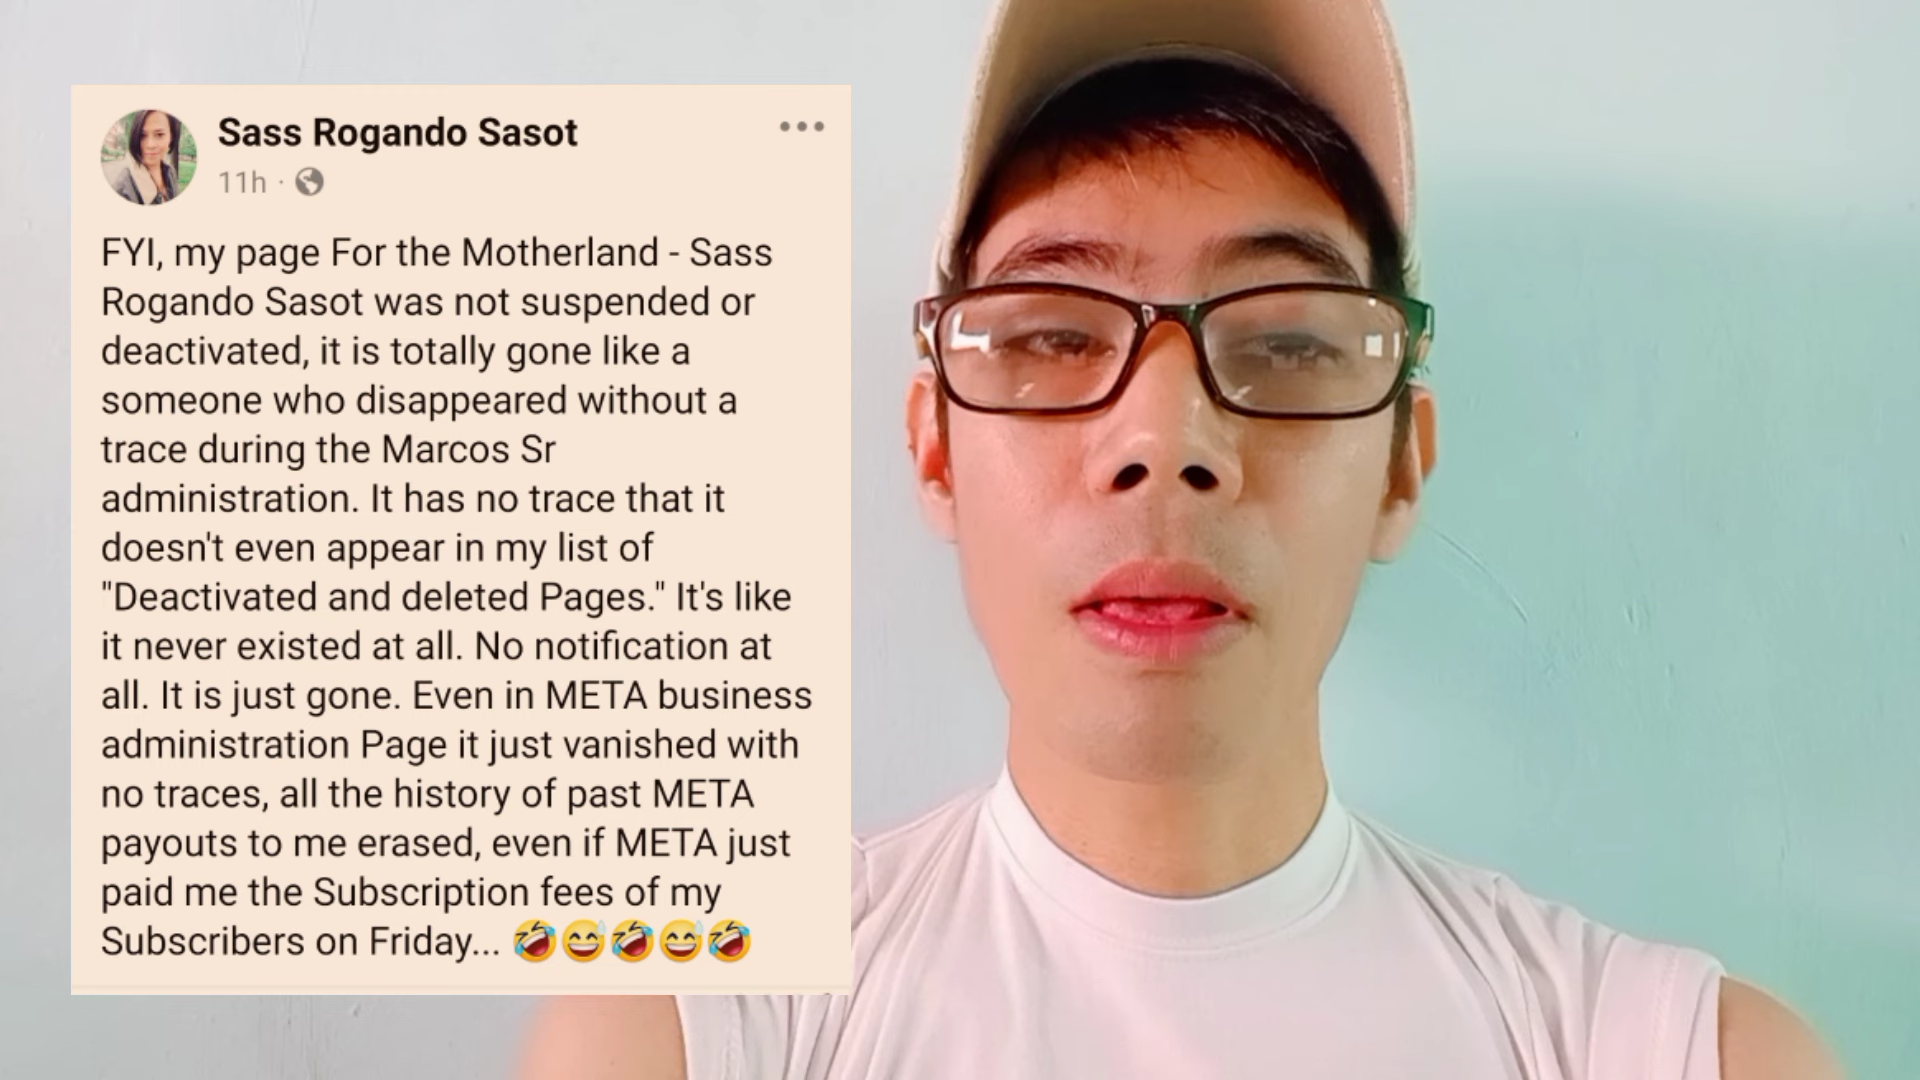 Sass Rogando Sasot
11h ·
FYI, my page For the Motherland - Sass
Rogando Sasot was not suspended or
deactivated, it is totally gone like a
someone who disappeared without a
trace during the Marcos Sr
administration. It has no trace that it
doesn't even appear in my list of
"Deactivated and deleted Pages." It's like
it never existed at all. No notification at
all. It is just gone. Even in META business
administration Page it just vanished with
no traces, all the history of past META
payouts to me erased, even if META just
paid me the Subscription fees of my
Subscribers on Friday... 🤣😅🤣😅🤣